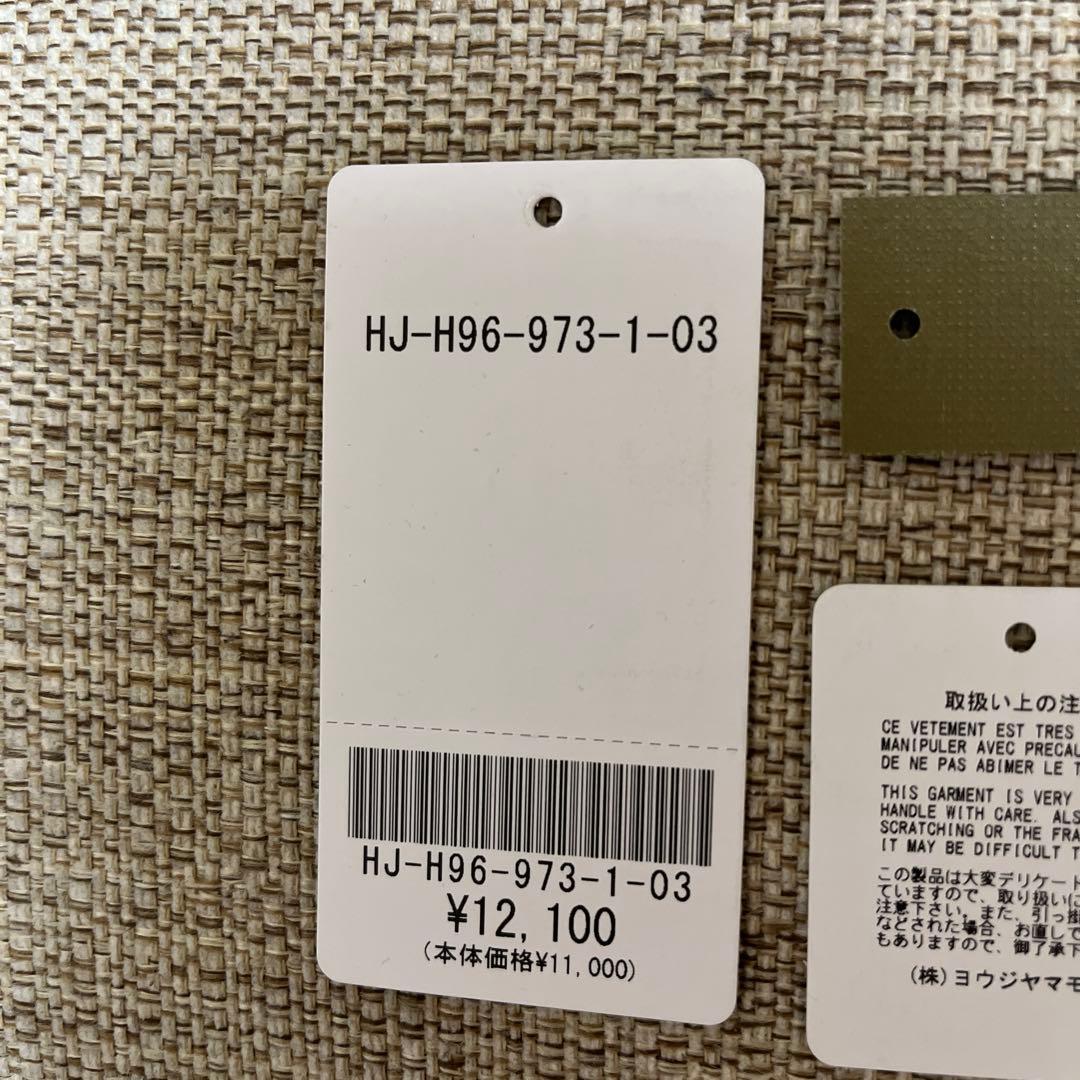 HJ-H96-973-1-03
HJ-H96-973-1-03
¥12,100
(本体価格¥11,000)
取扱い上の注
CE VETEMENT EST TRES
MANIPULER AVEC PRECAU
DE NE PAS ABIMER LE T
THIS GARMENT IS VERY
HANDLE WITH CARE. ALS
SCRATCHING OR THE FRA
IT MAY BE DIFFICULT T
この製品は大変デリケート
ていますので、取り扱いに
注意下さい。また、引っ掛
などされた場合、お直しで
もありますので、御了承下
(株)ヨウジヤマモ